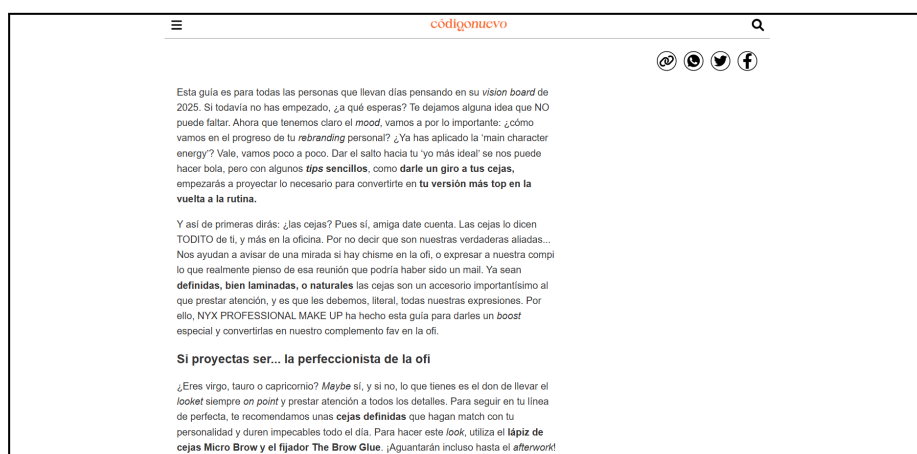 códigonuevo
Esta guía es para todas las personas que llevan días pensando en su vision board de
2025. Si todavía no has empezado, ¿a qué esperas? Te dejamos alguna idea que NO
puede faltar. Ahora que tenemos claro el mood, vamos a por lo importante: ¿cómo
vamos en el progreso de tu rebranding personal? ¿Ya has aplicado la ‘main character
energy’? Vale, vamos poco a poco. Dar el salto hacia tu ‘yo más ideal’ se nos puede
hacer bola, pero con algunos tips sencillos, como darle un giro a tus cejas,
empezarás a proyectar lo necesario para convertirte en tu versión más top en la
vuelta a la rutina.
Y así de primeras dirás: ¿las cejas? Pues sí, amiga date cuenta. Las cejas lo dicen
TODITO de ti, y más en la oficina. Por no decir que son nuestras verdaderas aliadas...
Nos ayudan a avisar de una mirada si hay chisme en la ofi, o expresar a nuestra compi
lo que realmente pienso de esa reunión que podría haber sido un mail. Ya sean
definidas, bien laminadas, o naturales las cejas son un accesorio importantísimo al
que prestar atención, y es que les debemos, literal, todas nuestras expresiones. Por
ello, NYX PROFESSIONAL MAKE UP ha hecho esta guía para darles un boost
especial y convertirlas en nuestro complemento fav en la ofi.
Si proyectas ser... la perfeccionista de la ofi
¿Eres virgo, tauro o capricornio? Maybe sí, y si no, lo que tienes es el don de llevar el
looket siempre on point y prestar atención a todos los detalles. Para seguir en tu línea
de perfecta, te recomendamos unas cejas definidas que hagan match con tu
personalidad y duren impecables todo el día. Para hacer este look, utiliza el lápiz de
cejas Micro Brow y el fijador The Brow Glue. ¡Aguantarán incluso hasta el afterwork!